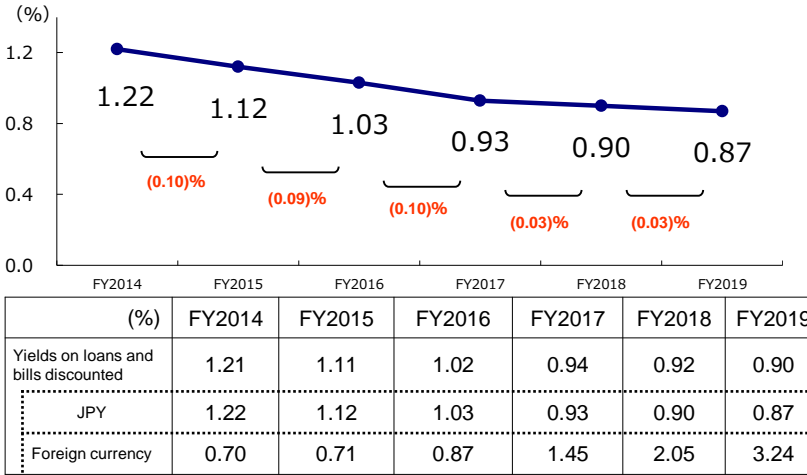 (%)
1.2
1.22
1.12
1.03
0.8
0.93
0.90
0.87
0.4
(0.10)%
(0.09)%
(0.10)%
(0.03)%
(0.03)%
0.0
FY2014 FY2015 FY2016 FY2017 FY2018 FY2019
(%) FY2014 FY2015 FY2016 FY2017 FY2018 FY2019
Yields on loans and
bills discounted 1.21 1.11 1.02 0.94 0.92 0.90
JPY 1.22 1.12 1.03 0.93 0.90 0.87
Foreign currency 0.70 0.71 0.87 1.45 2.05 3.24